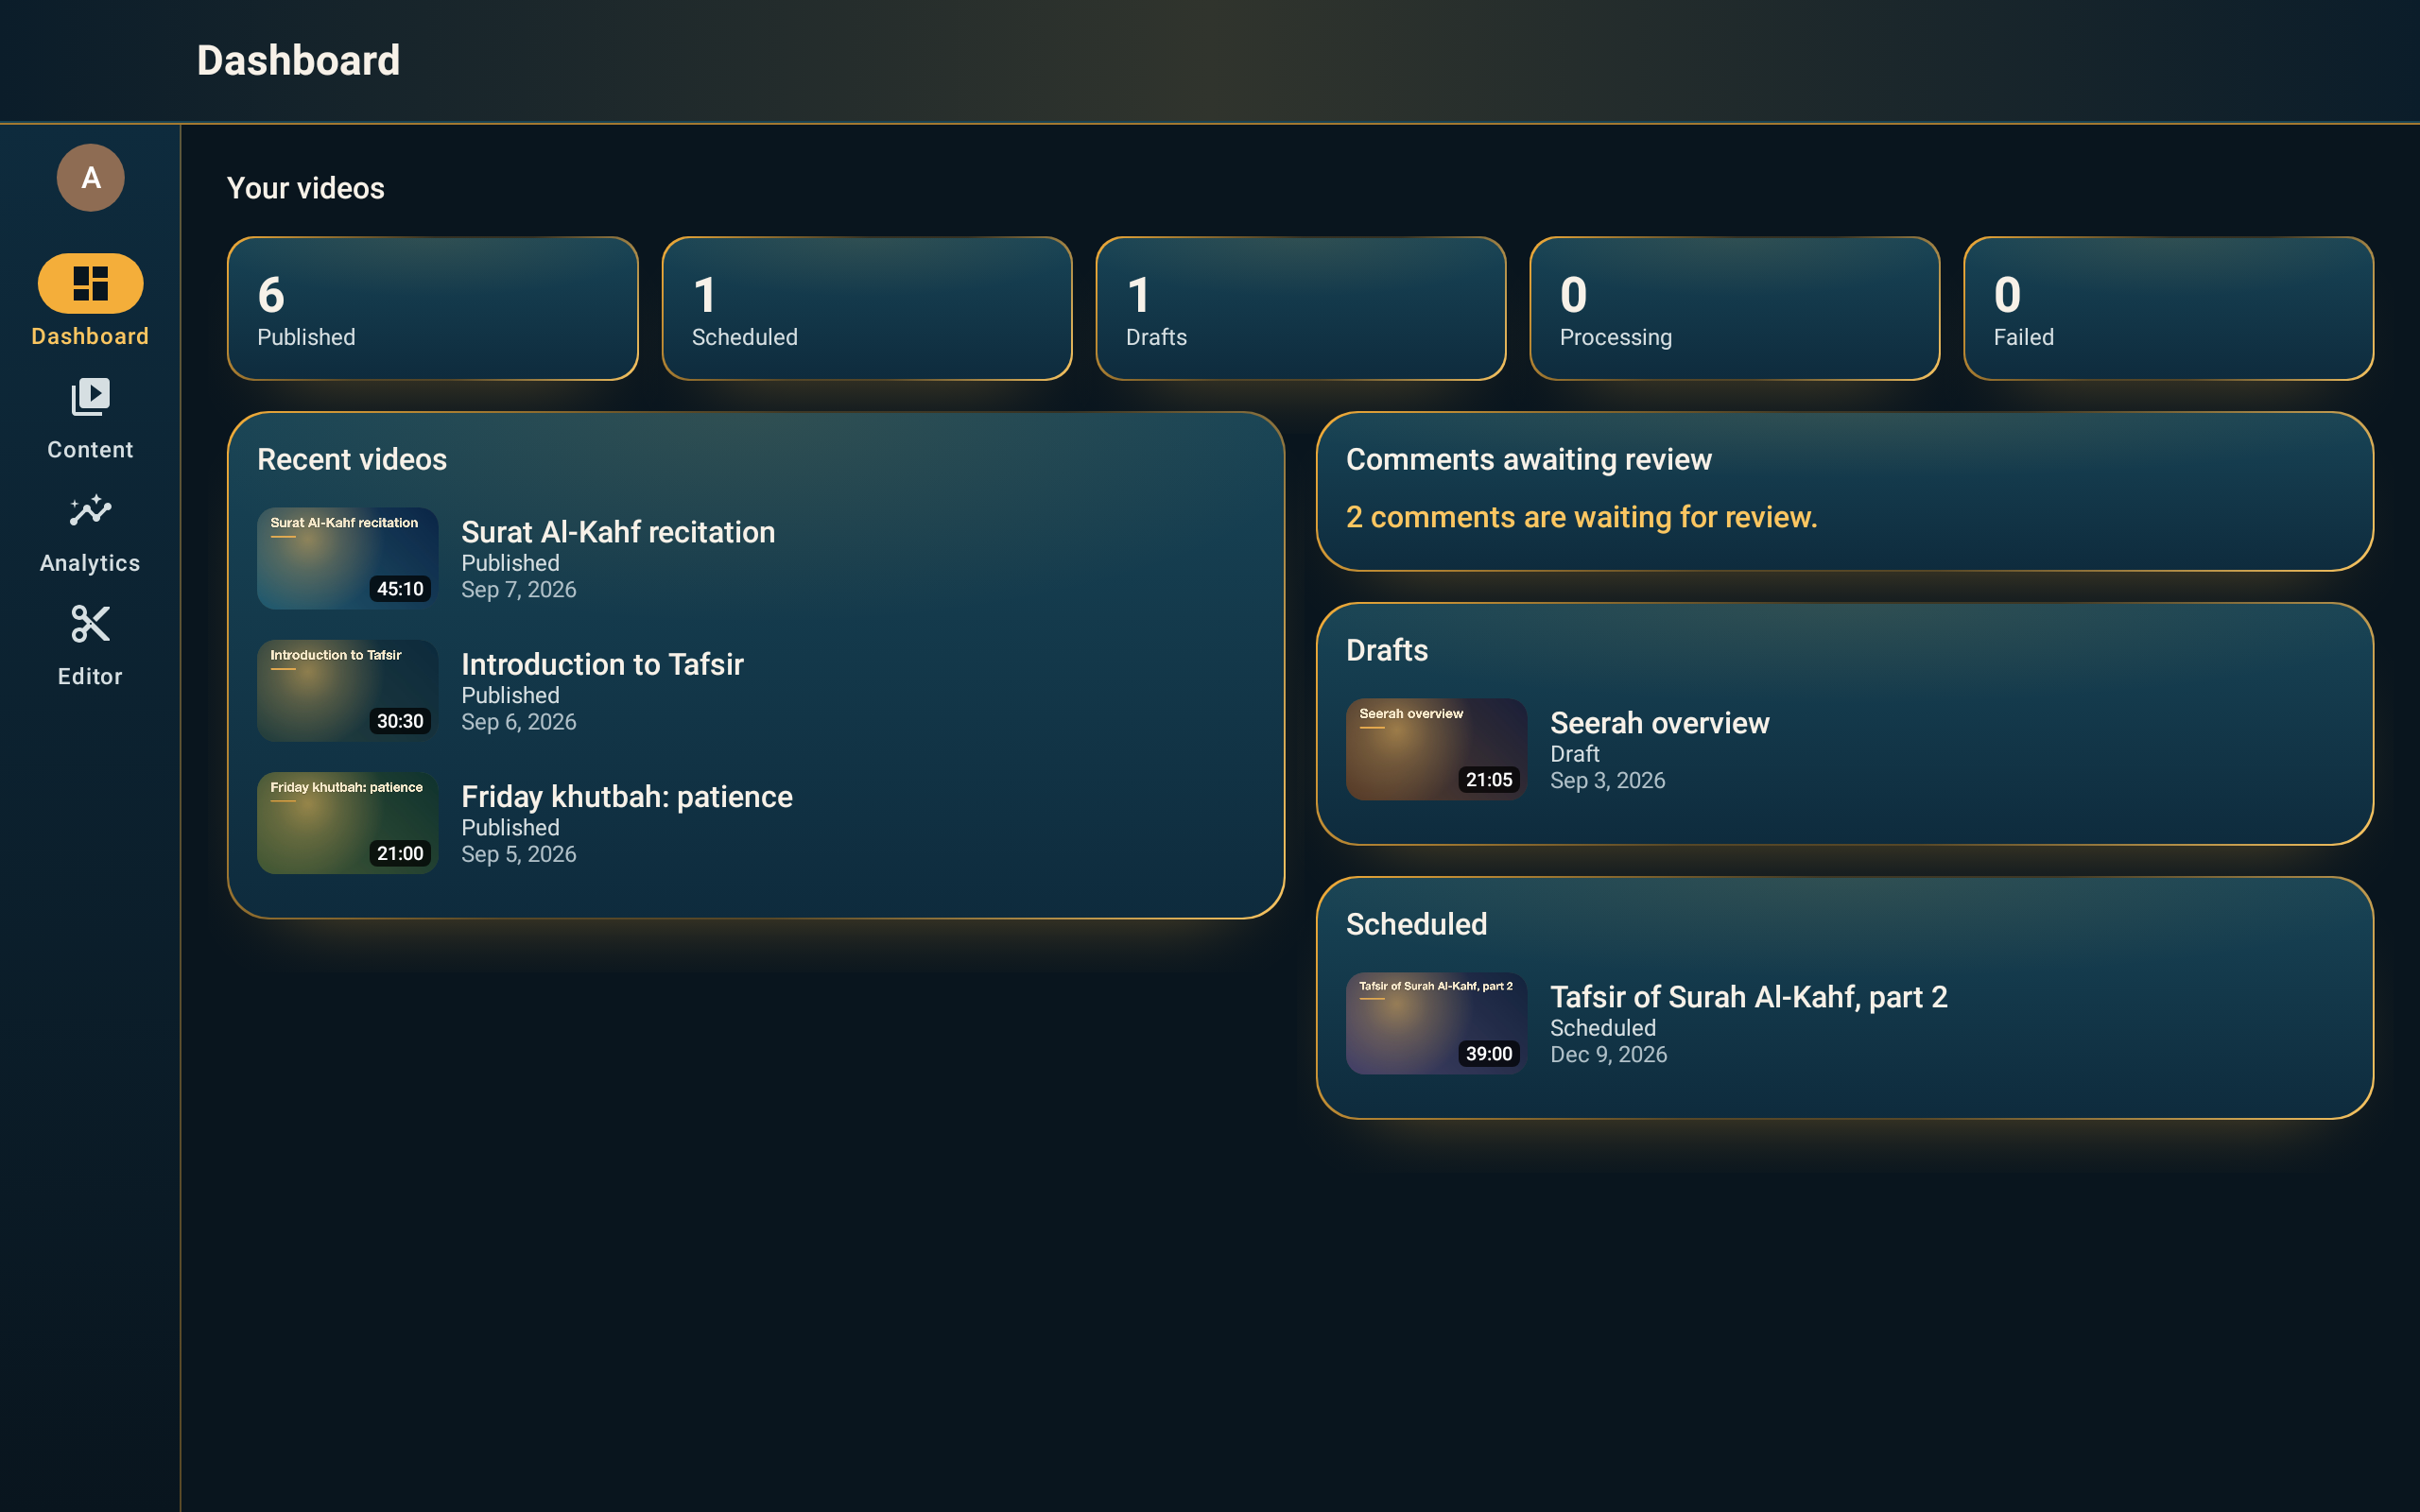 Dashboard
A
Dashboard
Content
Analytics
Editor
Your videos
6
Published
1
Scheduled
1
Drafts
0
Processing
0
Failed
Recent videos
Surat Al-Kahf recitation
45:10
Surat Al-Kahf recitation
Published
Sep 7, 2026
Introduction to Tafsir
30:30
Introduction to Tafsir
Published
Sep 6, 2026
Friday khutbah: patience
21:00
Friday khutbah: patience
Published
Sep 5, 2026
Comments awaiting review
2 comments are waiting for review.
Drafts
Seerah overview
21:05
Seerah overview
Draft
Sep 3, 2026
Scheduled
Tafsir of Surah Al-Kahf, part 2
39:00
Tafsir of Surah Al-Kahf, part 2
Scheduled
Dec 9, 2026